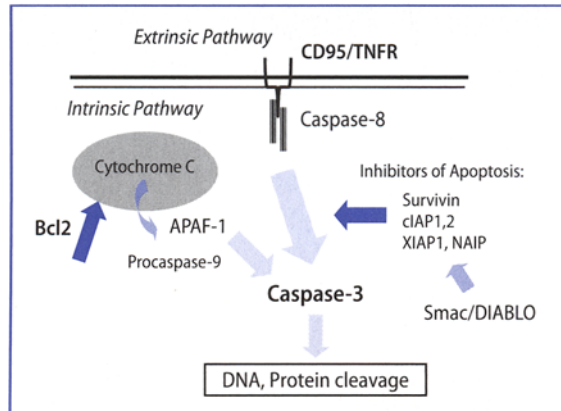 Extrinsic Pathway
CD95/TNFR
Intrinsic Pathway
Caspase-8
Cytochrome C
Inhibitors of Apoptosis:
Survivin
cIAP1,2
XIAP1, NAIP
Bcl2
APAF-1
Procaspase-9
Caspase-3
Smac/DIABLO
DNA, Protein cleavage